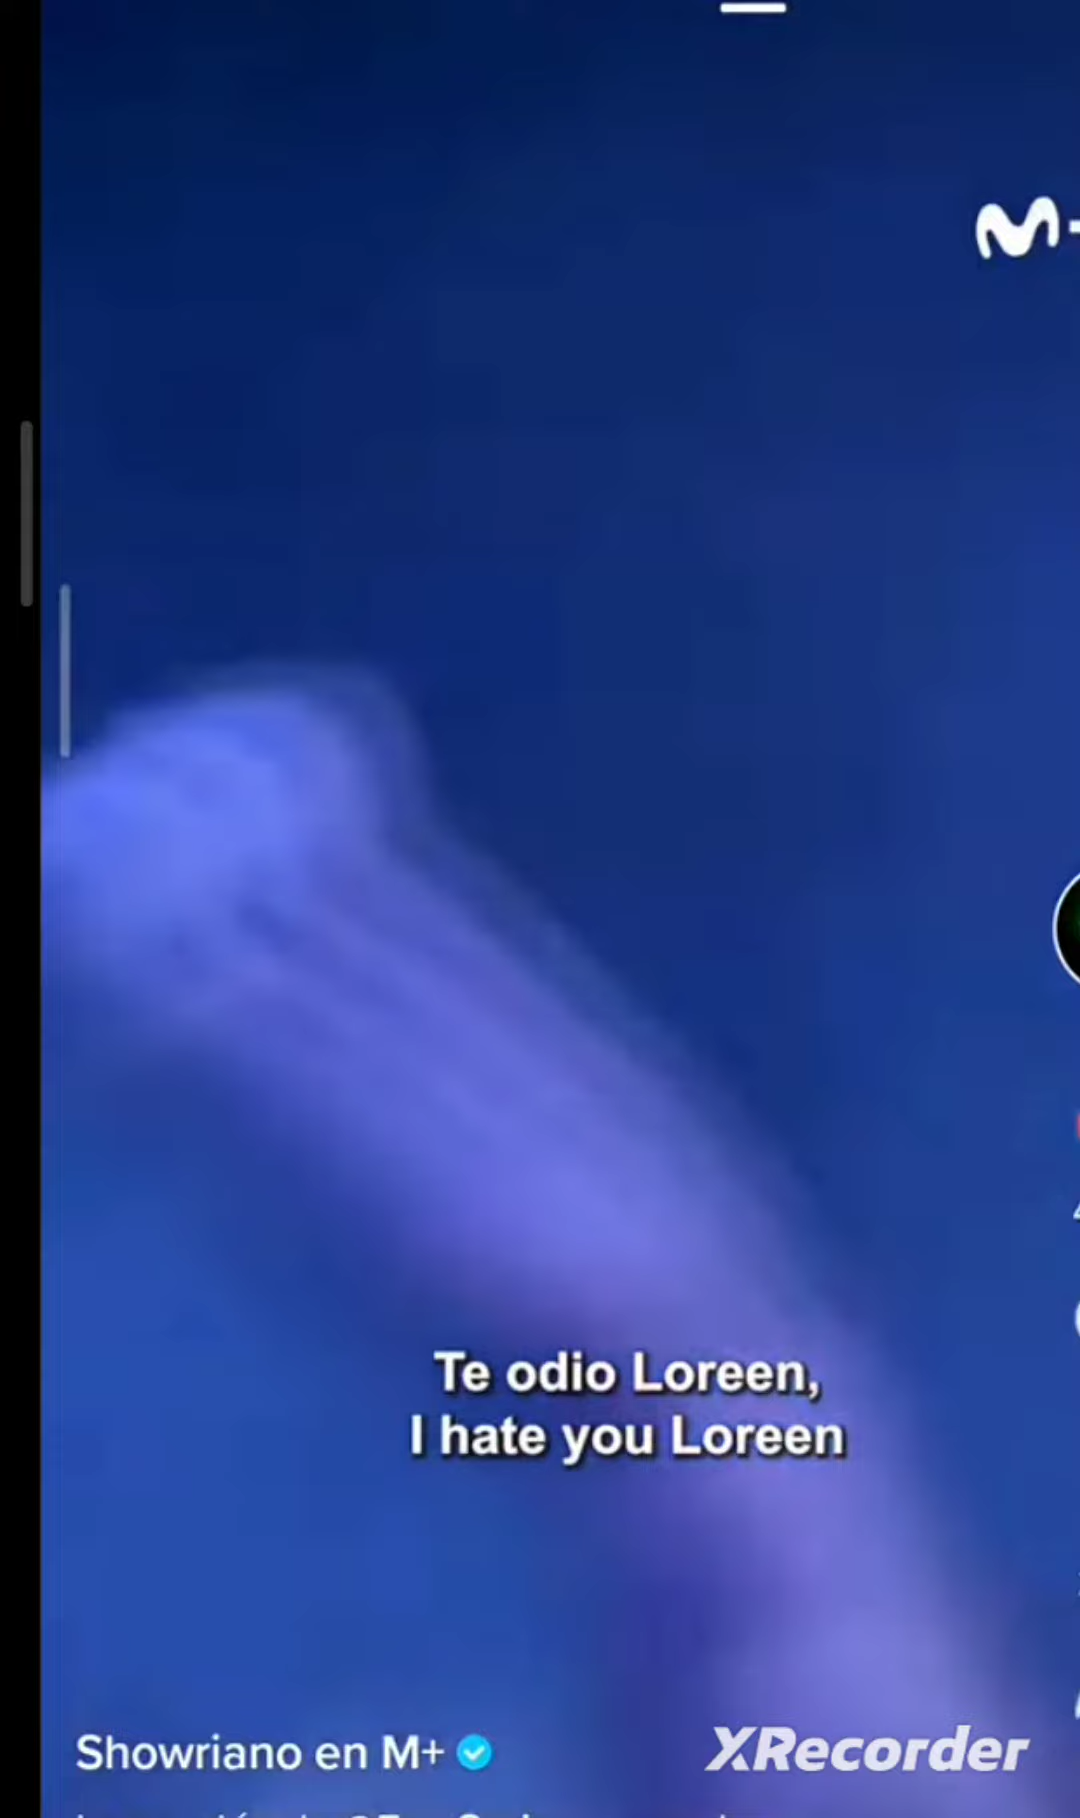 M+
Te odio Loreen,
I hate you Loreen
Showriano en M+
XRecorder